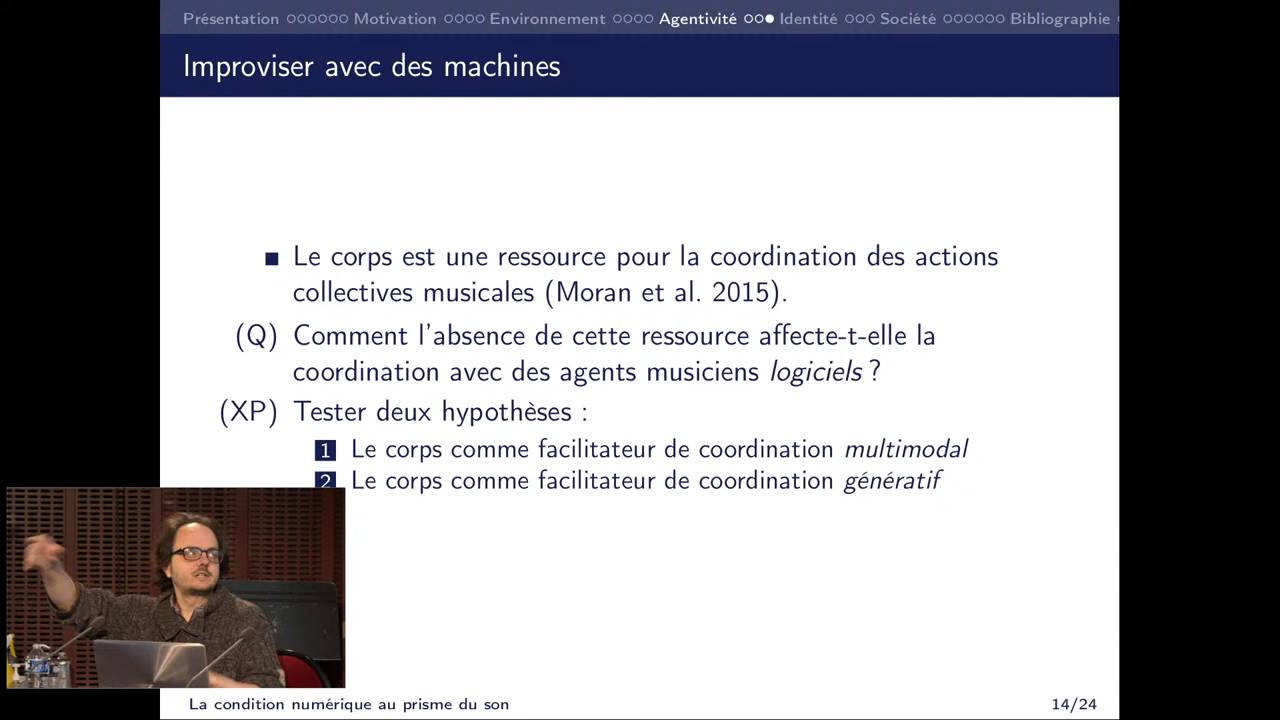 Présentation Motivation Environnement Agentivité Identité Société Bibliographie
Improviser avec des machines
■ Le corps est une ressource pour la coordination des actions
collectives musicales (Moran et al. 2015).
(Q) Comment l'absence de cette ressource affecte-t-elle la
coordination avec des agents musiciens logiciels ?
(XP) Tester deux hypothèses :
1 Le corps comme facilitateur de coordination multimodal
2 Le corps comme facilitateur de coordination génératif
La condition numérique au prisme du son 14/24